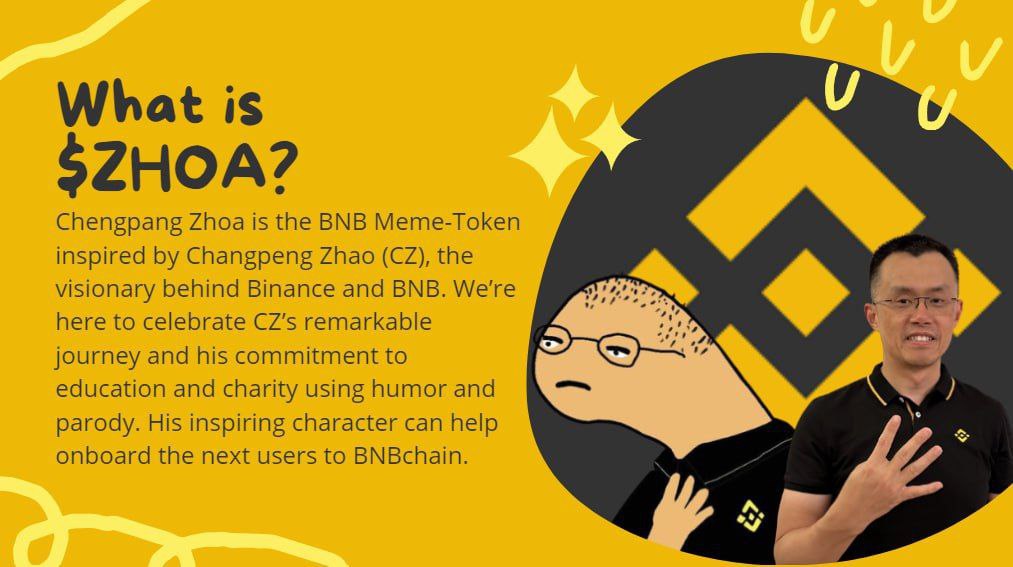 What is
$ZHOA?
Chengpang Zhoa is the BNB Meme-Token
inspired by Changpeng Zhao (CZ), the
visionary behind Binance and BNB. We’re
here to celebrate CZ’s remarkable
journey and his commitment to
education and charity using humor and
parody. His inspiring character can help
onboard the next users to BNBchain.